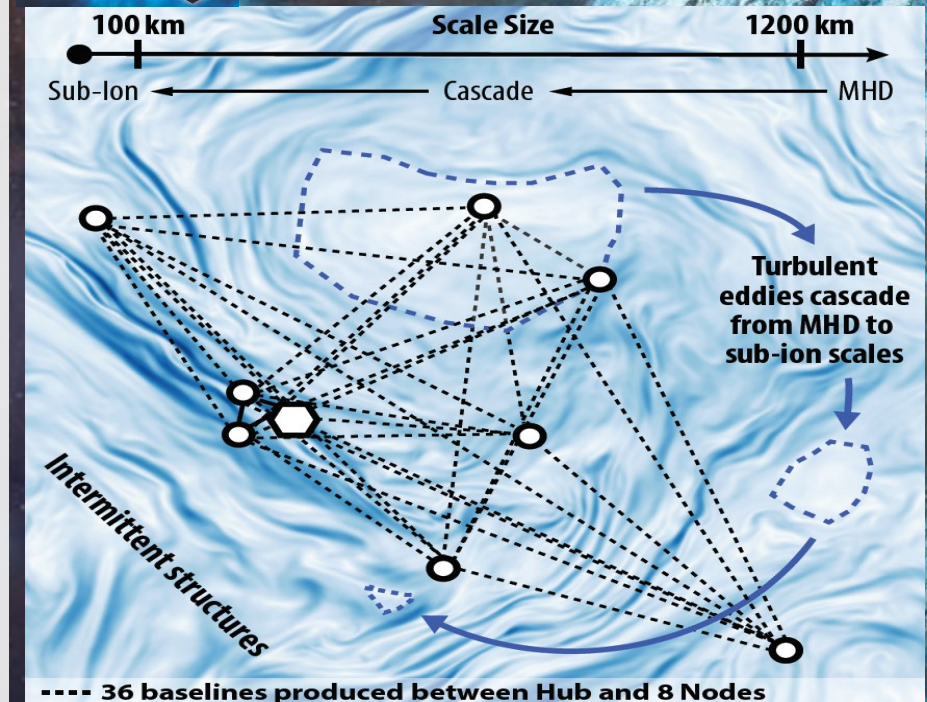 100 km Scale Size 1200 km
Sub-Ion Cascade MHD
Turbulent
eddies cascade
from MHD to
sub-ion scales
Intermittent structures
36 baselines produced between Hub and 8 Nodes